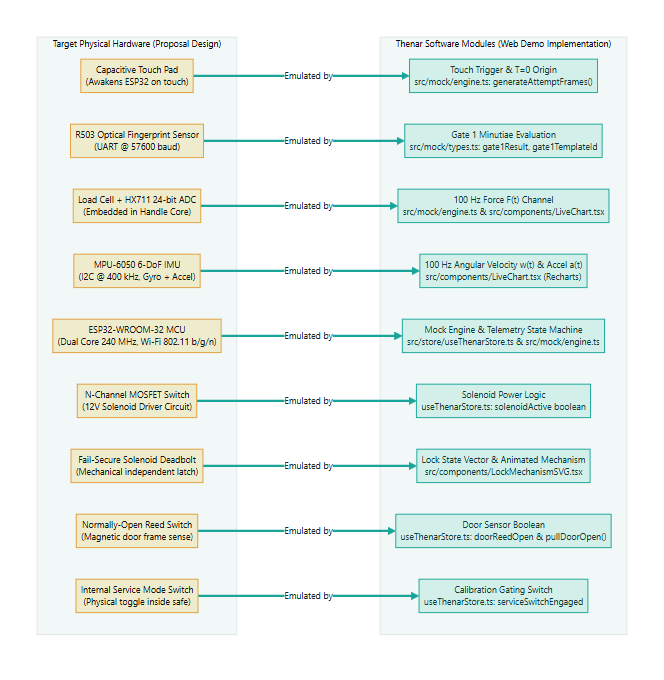 Target Physical Hardware (Proposal Design)
Thenar Software Modules (Web Demo Implementation)
Capacitive Touch Pad
(Awakens ESP32 on touch)
Emulated by
Touch Trigger & T=0 Origin
src/mock/engine.ts: generateAttemptFrames()
R503 Optical Fingerprint Sensor
(UART @ 57600 baud)
Emulated by
Gate 1 Minutiae Evaluation
src/mock/types.ts: gate1Result, gate1TemplateId
Load Cell + HX711 24-bit ADC
(Embedded in Handle Core)
Emulated by
100 Hz Force F(t) Channel
src/mock/engine.ts & src/components/LiveChart.tsx
MPU-6050 6-DoF IMU
(I2C @ 400 kHz, Gyro + Accel)
Emulated by
100 Hz Angular Velocity w(t) & Accel a(t)
src/components/LiveChart.tsx (Recharts)
ESP32-WROOM-32 MCU
(Dual Core 240 MHz, Wi-Fi 802.11 b/g/n)
Emulated by
Mock Engine & Telemetry State Machine
src/store/useThenarStore.ts & src/mock/engine.ts
N-Channel MOSFET Switch
(12V Solenoid Driver Circuit)
Emulated by
Solenoid Power Logic
useThenarStore.ts: solenoidActive boolean
Fail-Secure Solenoid Deadbolt
(Mechanical independent latch)
Emulated by
Lock State Vector & Animated Mechanism
src/components/LockMechanismSVG.tsx
Normally-Open Reed Switch
(Magnetic door frame sense)
Emulated by
Door Sensor Boolean
useThenarStore.ts: doorReedOpen & pullDoorOpen()
Internal Service Mode Switch
(Physical toggle inside safe)
Emulated by
Calibration Gating Switch
useThenarStore.ts: serviceSwitchEngaged